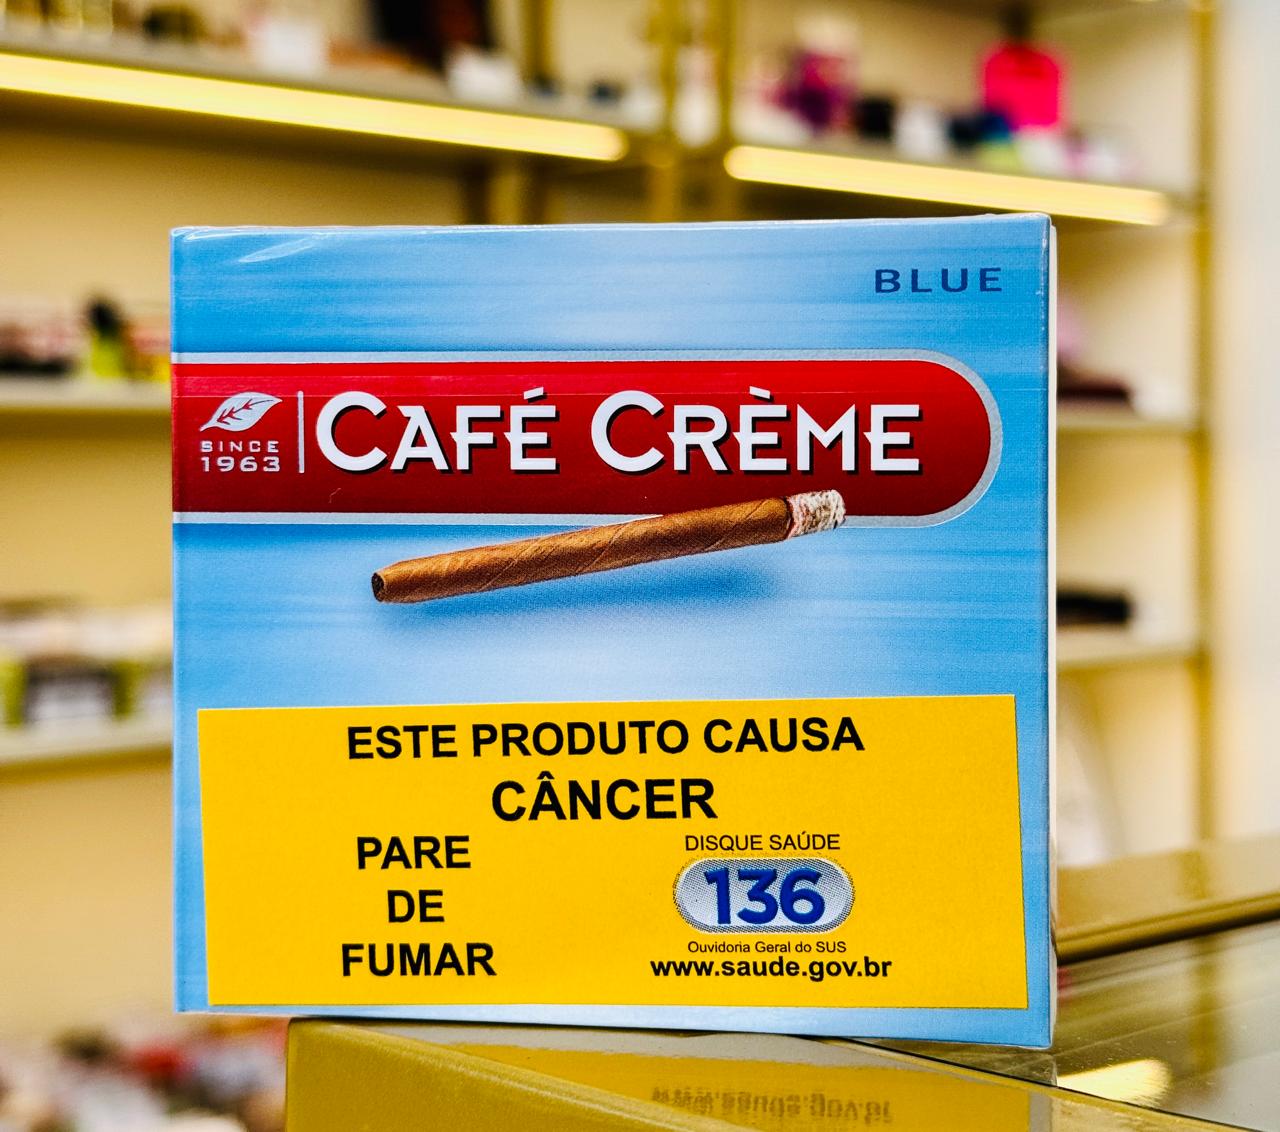 BLUE
SINCE
1963
CAFÉ CRÈME
ESTE PRODUTO CAUSA
CÂNCER
PARE
DE
FUMAR
DISQUE SAÚDE
136
Ouvidoria Geral do SUS
www.saude.gov.br